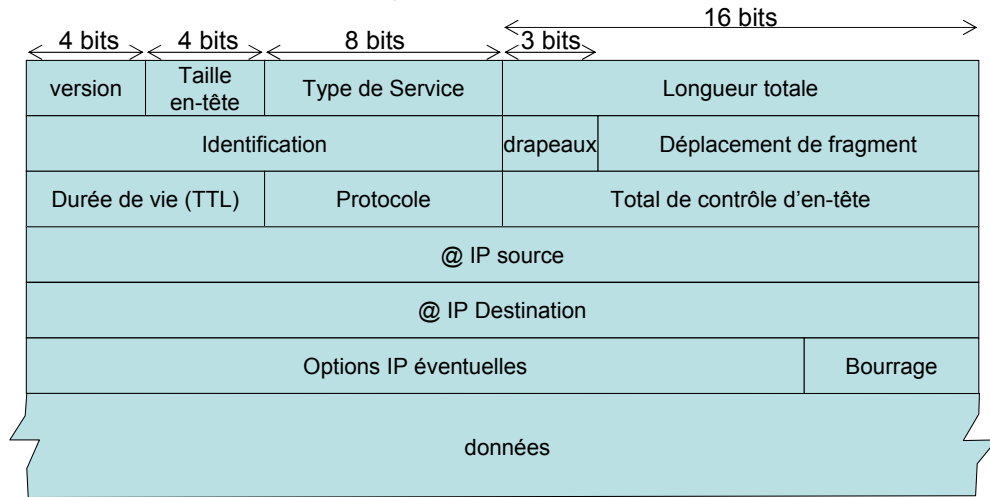 16 bits
4 bits 4 bits 8 bits 3 bits
version Taille en-tête Type de Service Longueur totale
Identification drapeaux Déplacement de fragment
Durée de vie (TTL) Protocole Total de contrôle d’en-tête
@ IP source
@ IP Destination
Options IP éventuelles Bourrage
données